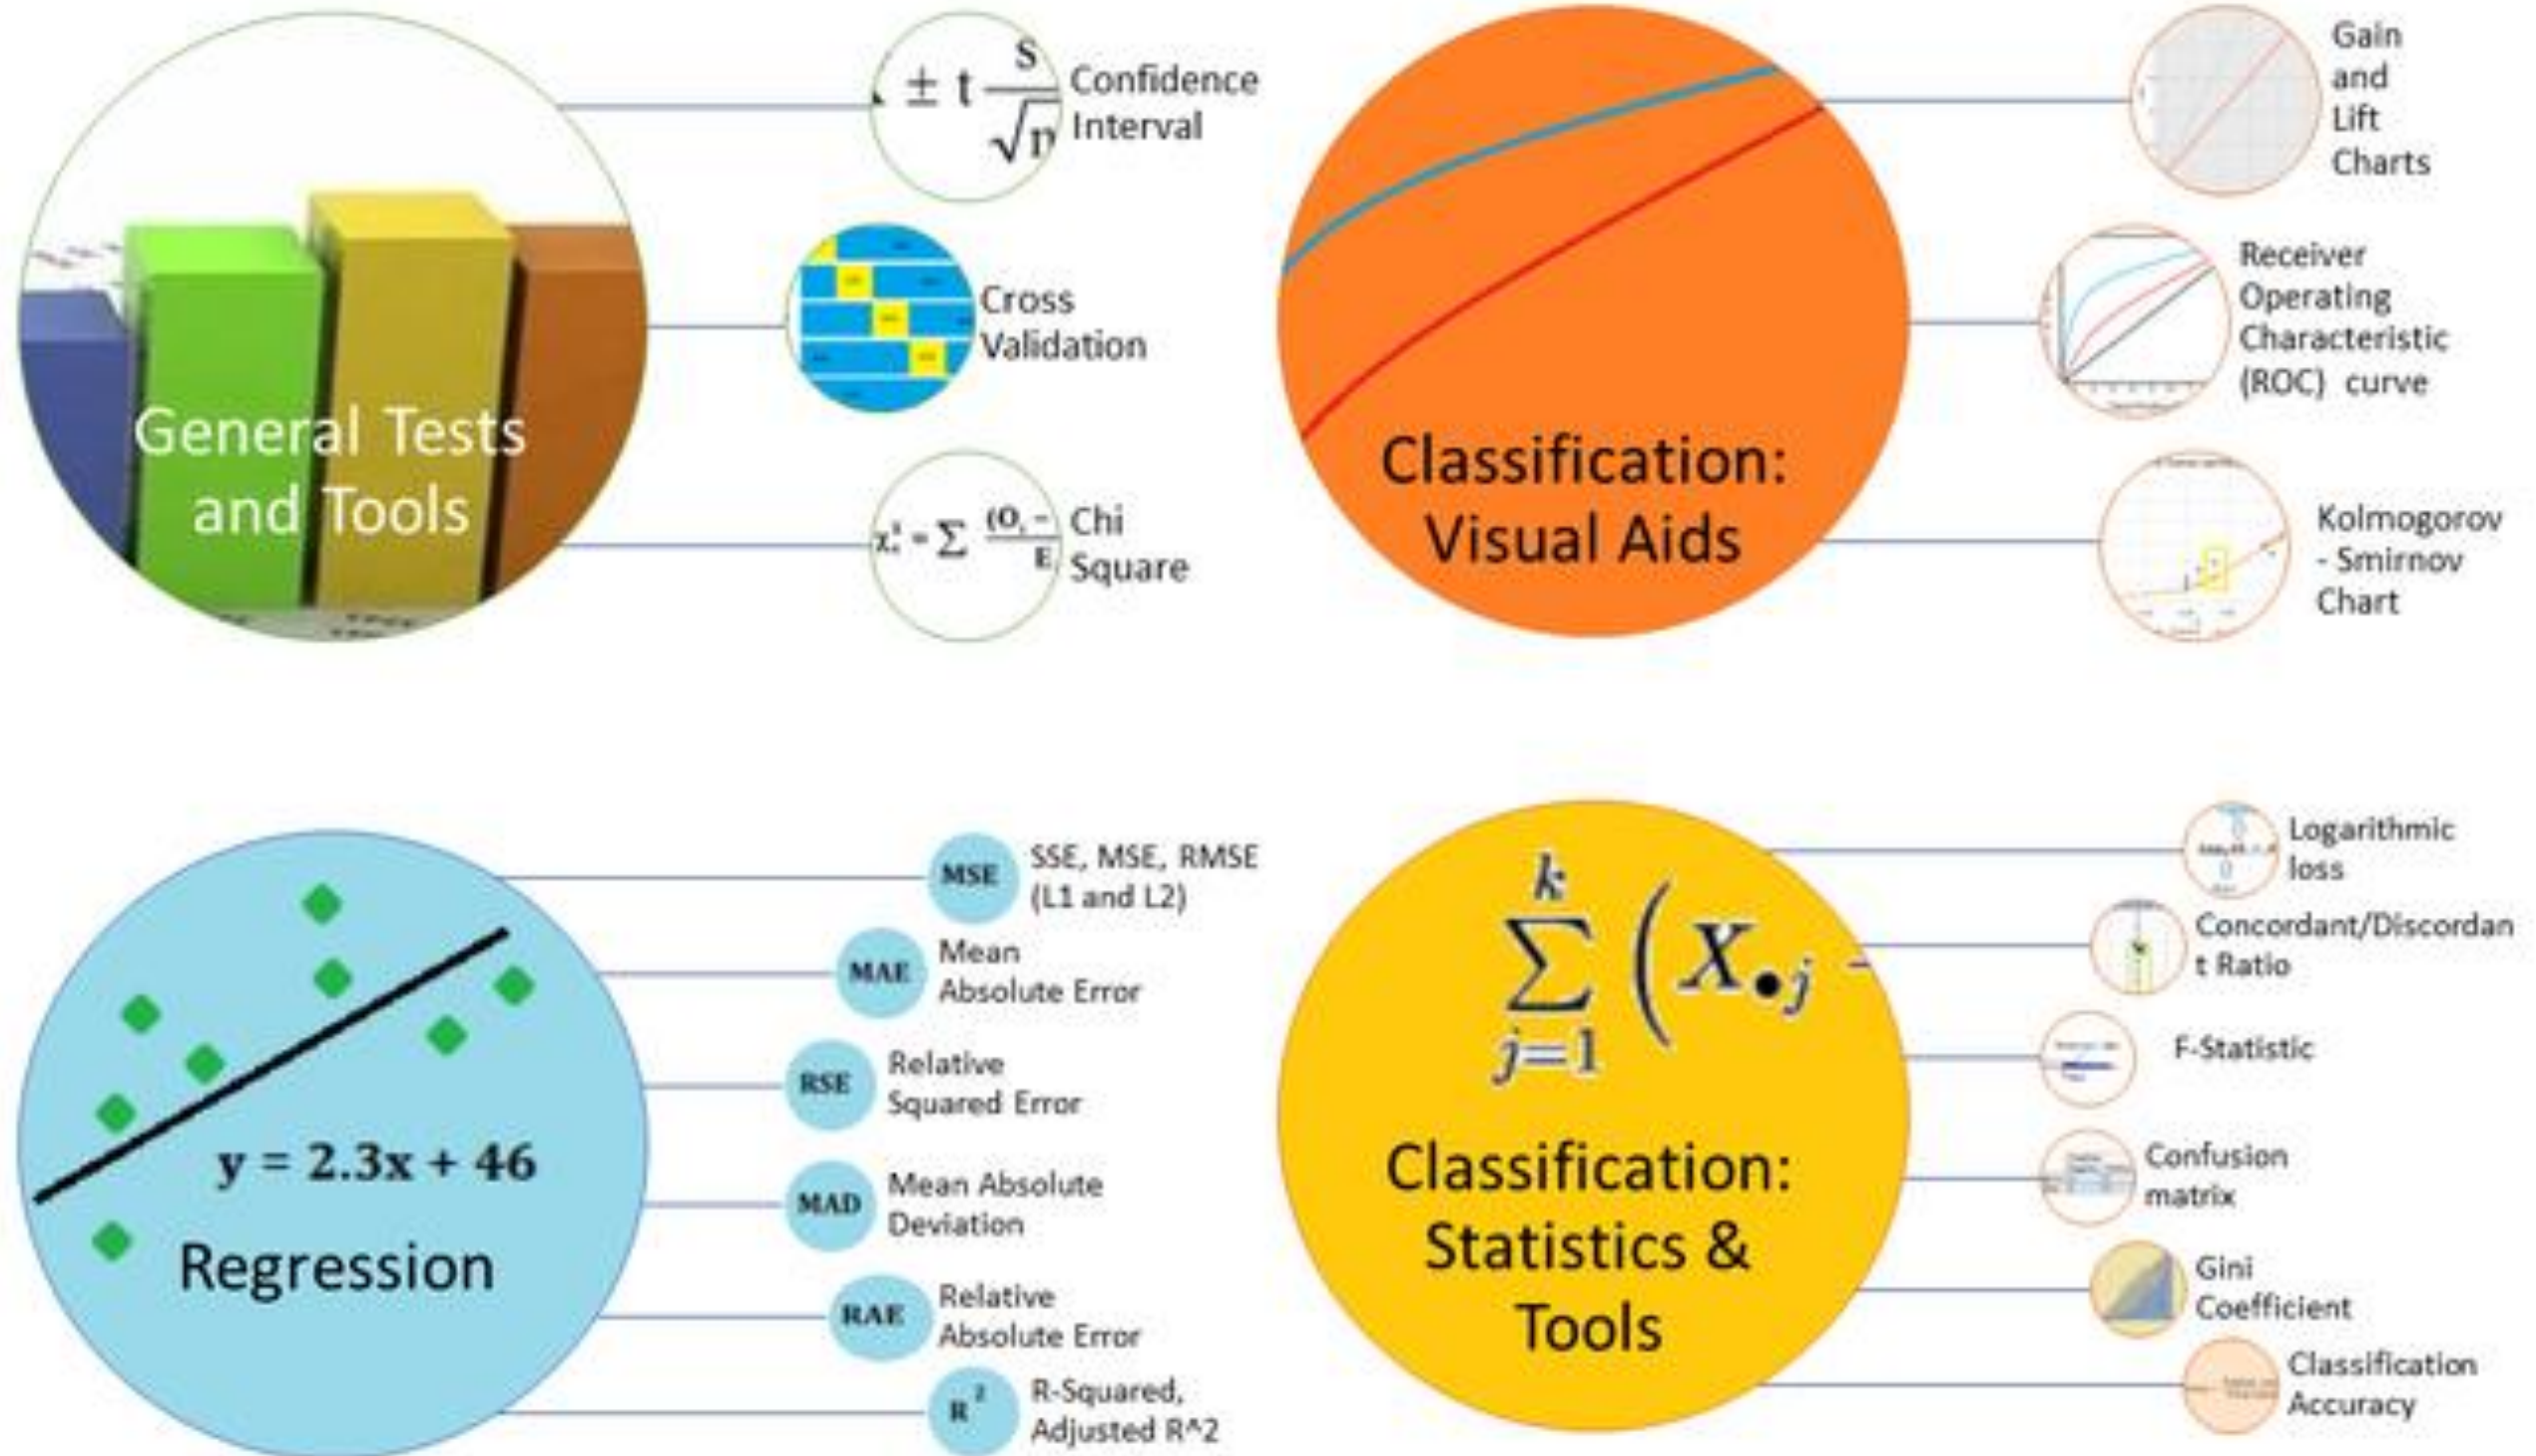 General Tests
and Tools
± t S
√n
Confidence
Interval
Cross
Validation
(O
= Σ
E
Chi
Square
Classification:
Visual Aids
Gain
and
Lift
Charts
Receiver
Operating
Characteristic
(ROC) curve
Kolmogorov
- Smirnov
Chart
y = 2.3x + 46
Regression
MSE
SSE, MSE, RMSE
(L1 and L2)
MAE
Mean
Absolute Error
RSE
Relative
Squared Error
MAD
Mean Absolute
Deviation
RAE
Relative
Absolute Error
R 2
R-Squared,
Adjusted R^2
k
∑ (X•j -
j=1
Classification:
Statistics &
Tools
Logarithmic
loss
Concordant/Discordan
t Ratio
F-Statistic
Confusion
matrix
Gini
Coefficient
Classification
Accuracy